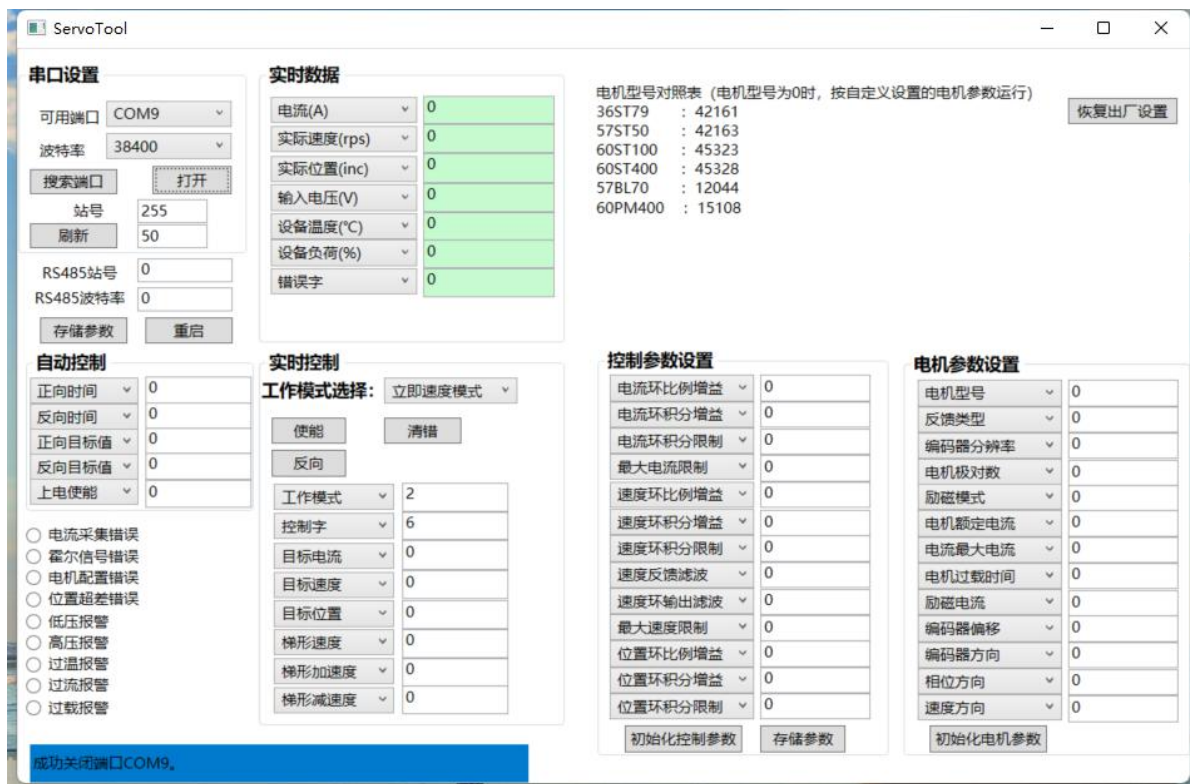 ServoTool
串口设置
可用端口 COM9
波特率 38400
搜索端口 打开
站号 255
刷新 50
RS485站号 0
RS485波特率 0
存储参数 重启
实时数据
电流(A) 0
实际速度(rps) 0
实际位置(inc) 0
输入电压(V) 0
设备温度(℃) 0
设备负荷(%) 0
错误字 0
电机型号对照表（电机型号为0时，按自定义设置的电机参数运行）
36ST79 : 42161
57ST50 : 42163
60ST100 : 45323
60ST400 : 45328
57BL70 : 12044
60PM400 : 15108
恢复出厂设置
自动控制
正向时间 0
反向时间 0
正向目标值 0
反向目标值 0
上电使能 0
电流采集错误
霍尔信号错误
电机配置错误
位置超差错误
低压报警
高压报警
过温报警
过流报警
过载报警
实时控制
工作模式选择： 立即速度模式
使能 清错
反向
工作模式 2
控制字 6
目标电流 0
目标速度 0
目标位置 0
梯形速度 0
梯形加速度 0
梯形减速度 0
控制参数设置
电流环比例增益 0
电流环积分增益 0
电流环积分限制 0
最大电流限制 0
速度环比例增益 0
速度环积分增益 0
速度环积分限制 0
速度反馈滤波 0
速度环输出滤波 0
最大速度限制 0
位置环比例增益 0
位置环积分增益 0
位置环积分限制 0
初始化控制参数 存储参数
电机参数设置
电机型号 0
反馈类型 0
编码器分辨率 0
电机极对数 0
励磁模式 0
电机额定电流 0
电流最大电流 0
电机过载时间 0
励磁电流 0
编码器偏移 0
编码器方向 0
相位方向 0
速度方向 0
初始化电机参数
成功关闭端口COM9。